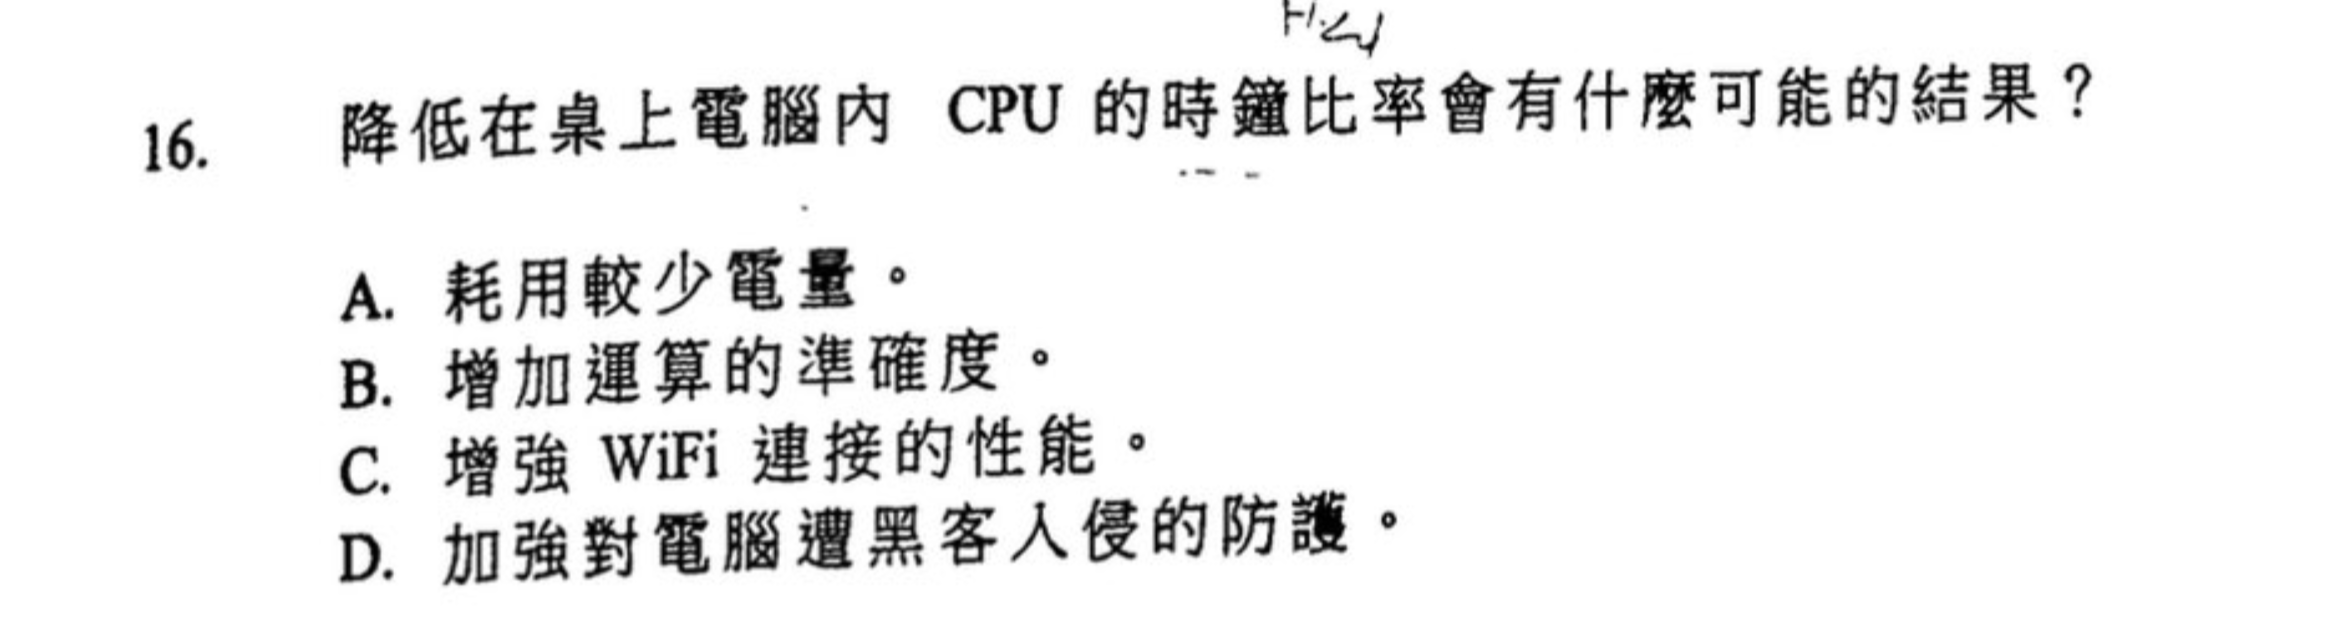 16. 降低在桌上電腦內 CPU 的時鐘比率會有什麼可能的結果？
A. 耗用較少電量。
B. 增加運算的準確度。
C. 增強 WiFi 連接的性能。
D. 加強對電腦遭黑客入侵的防護。